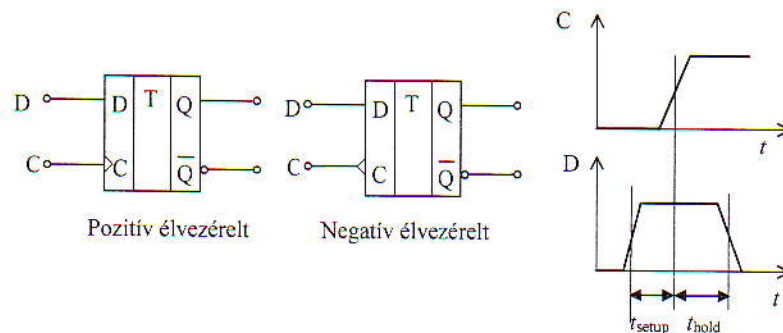 D D T Q
C C Q̅
Pozitív élvezérelt
D D T Q
C C Q̅
Negatív élvezérelt
C
t
D
t
t_setup t_hold